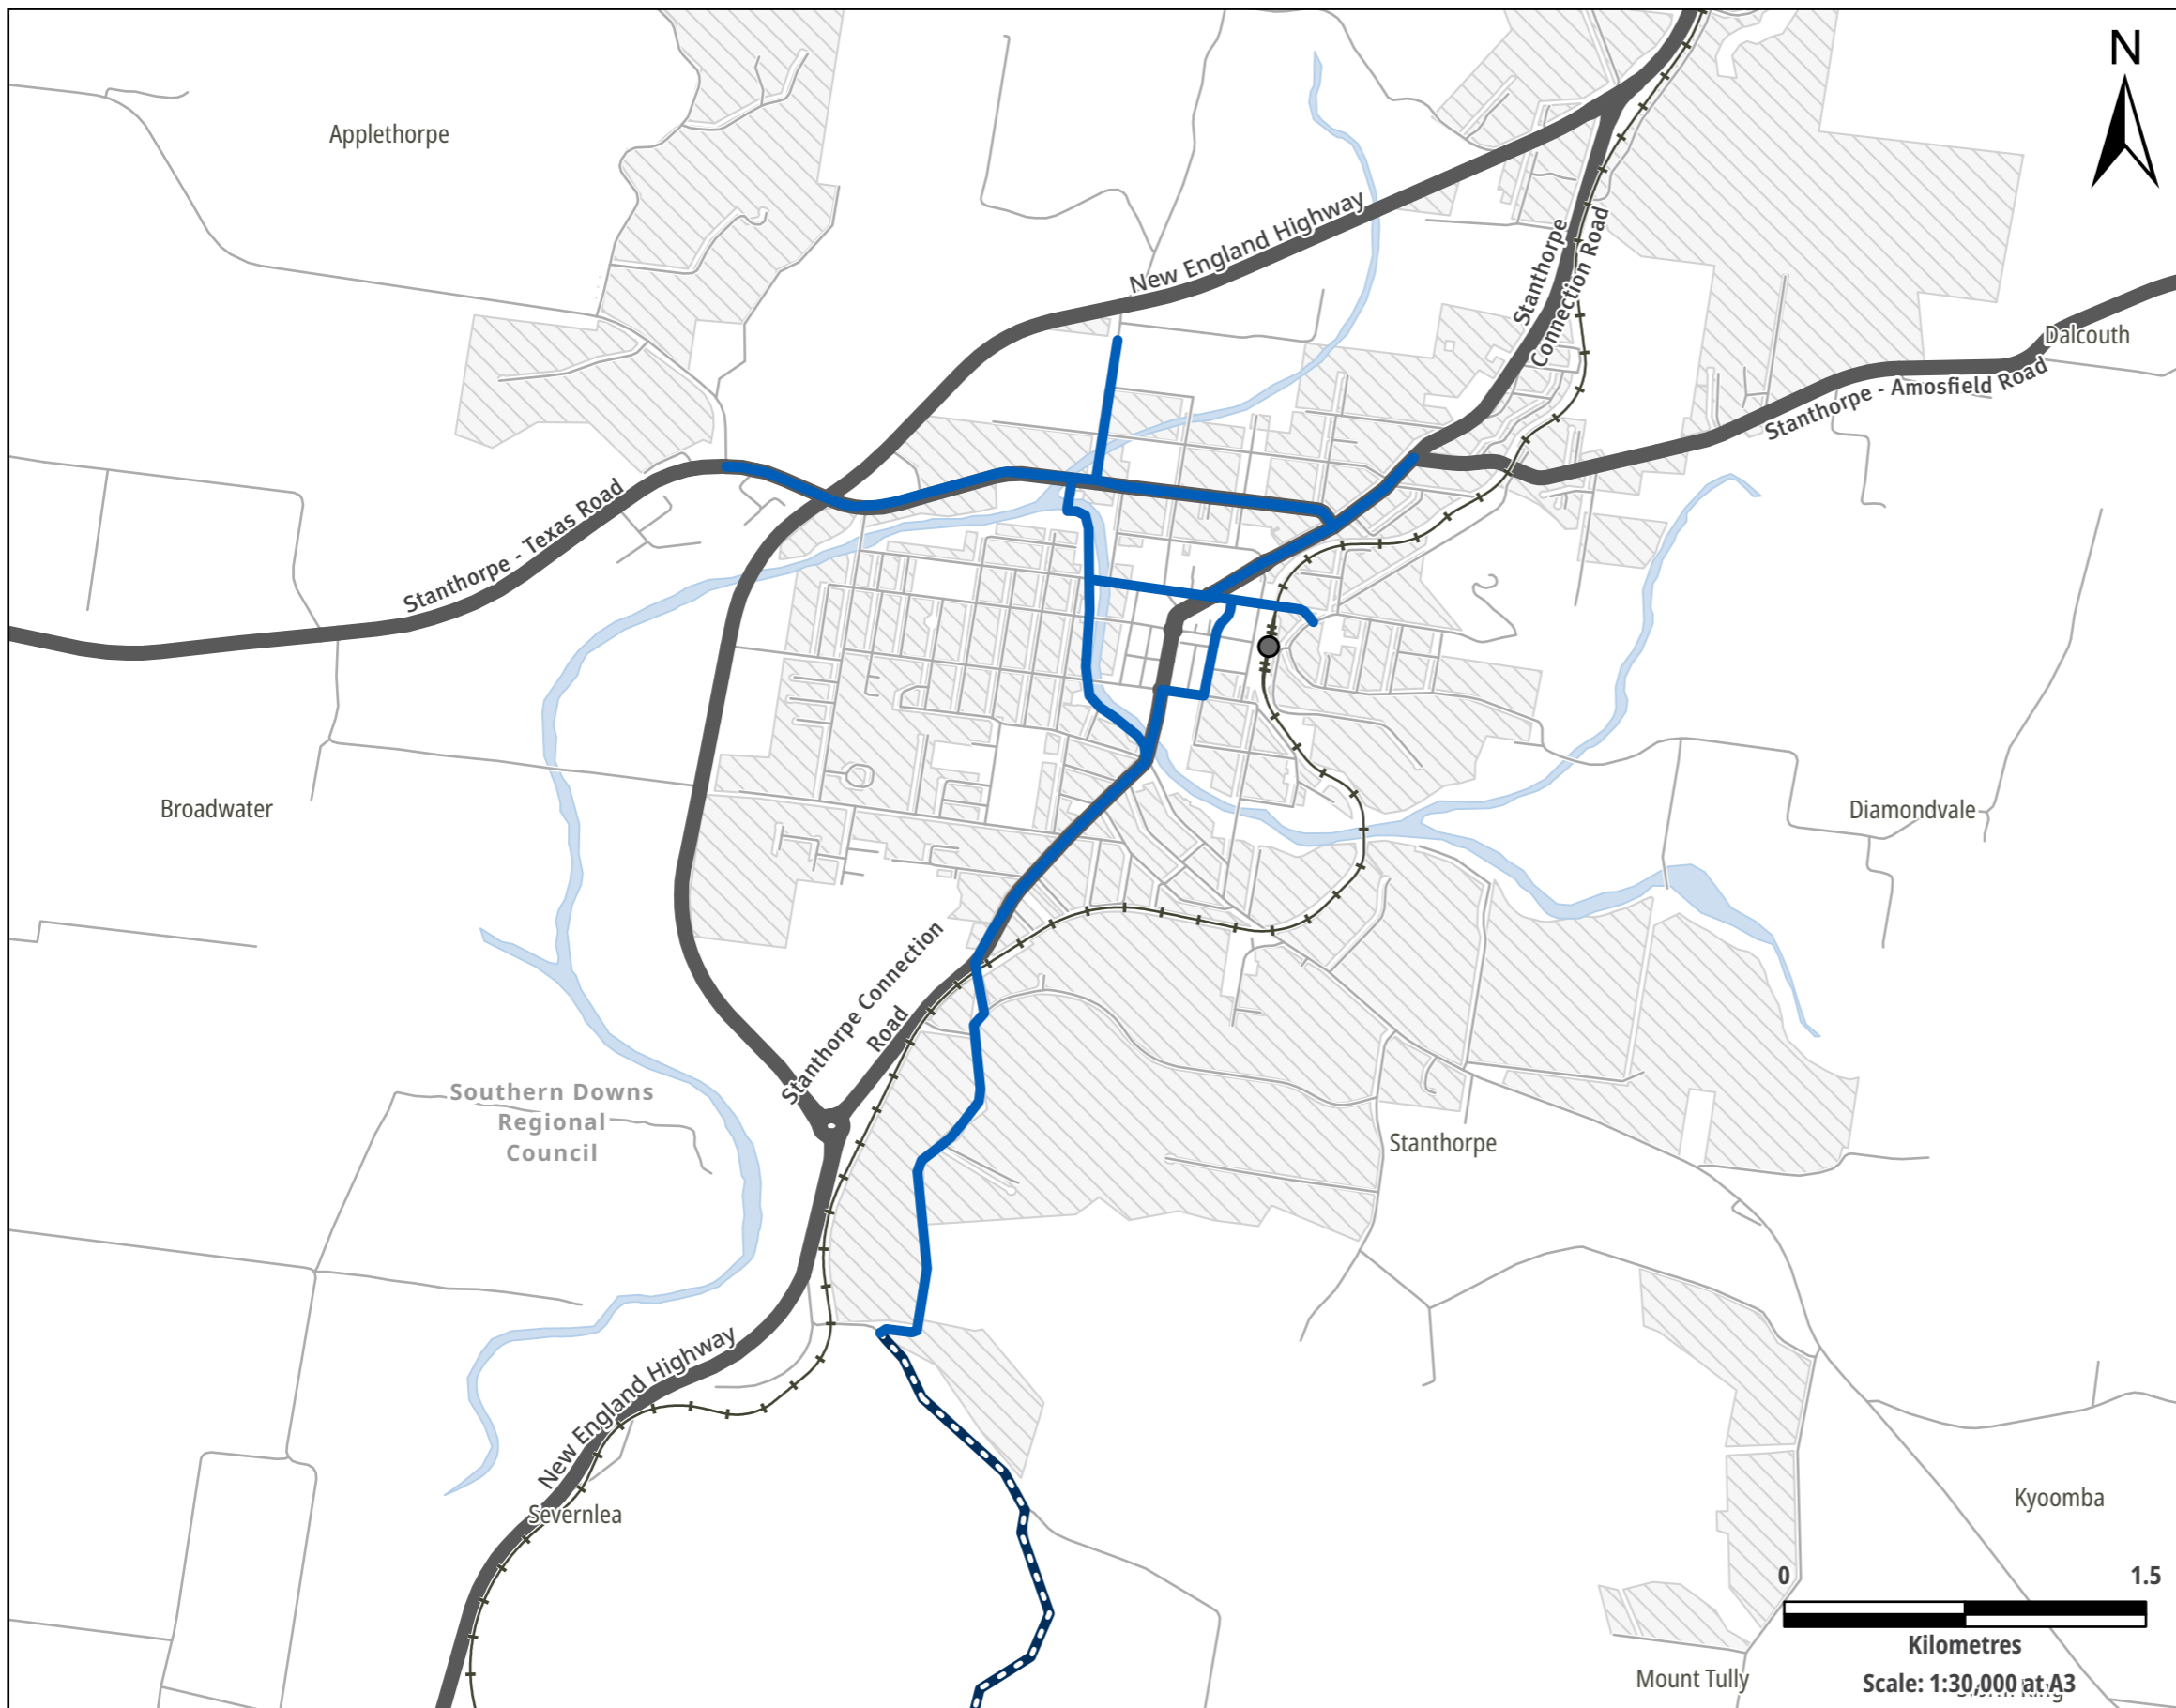 N
Applethorpe
New England Highway
Stanthorpe
Connection Road
Dalcouth
Stanthorpe - Amosfield Road
Stanthorpe - Texas Road
Broadwater
Diamondvale
Stanthorpe Connection
Road
Southern Downs
Regional
Council
Stanthorpe
New England Highway
Severnlea
Kyoomba
0 1.5
Kilometres
Mount Tully
Scale: 1:30,000 at A3